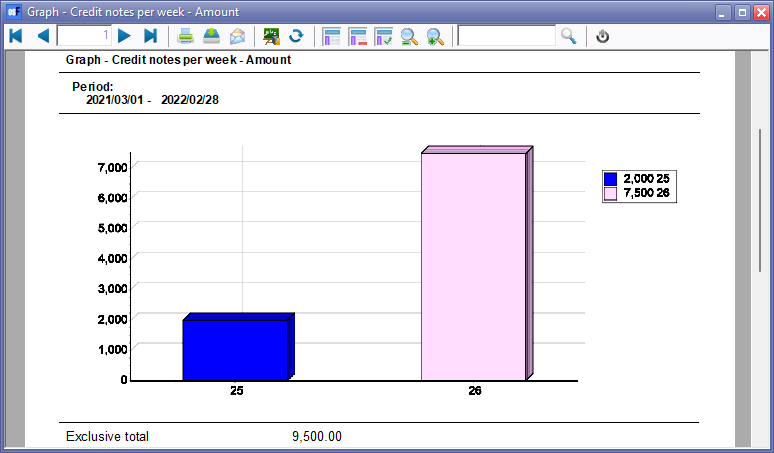 Graph - Credit notes per week - Amount
1
Graph - Credit notes per week - Amount
Period:
2021/03/01 - 2022/02/28
7,000
6,000
5,000
4,000
3,000
2,000
1,000
0
25 26
2,000 25
7,500 26
Exclusive total 9,500.00